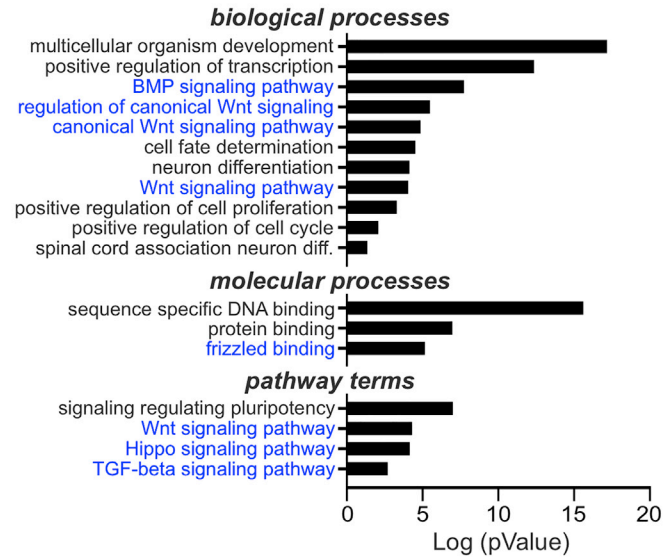 biological processes
multicellular organism development
positive regulation of transcription
BMP signaling pathway
regulation of canonical Wnt signaling
canonical Wnt signaling pathway
cell fate determination
neuron differentiation
Wnt signaling pathway
positive regulation of cell proliferation
positive regulation of cell cycle
spinal cord association neuron diff.
molecular processes
sequence specific DNA binding
protein binding
frizzled binding
pathway terms
signaling regulating pluripotency
Wnt signaling pathway
Hippo signaling pathway
TGF-beta signaling pathway
0 5 10 15 20
Log (pValue)